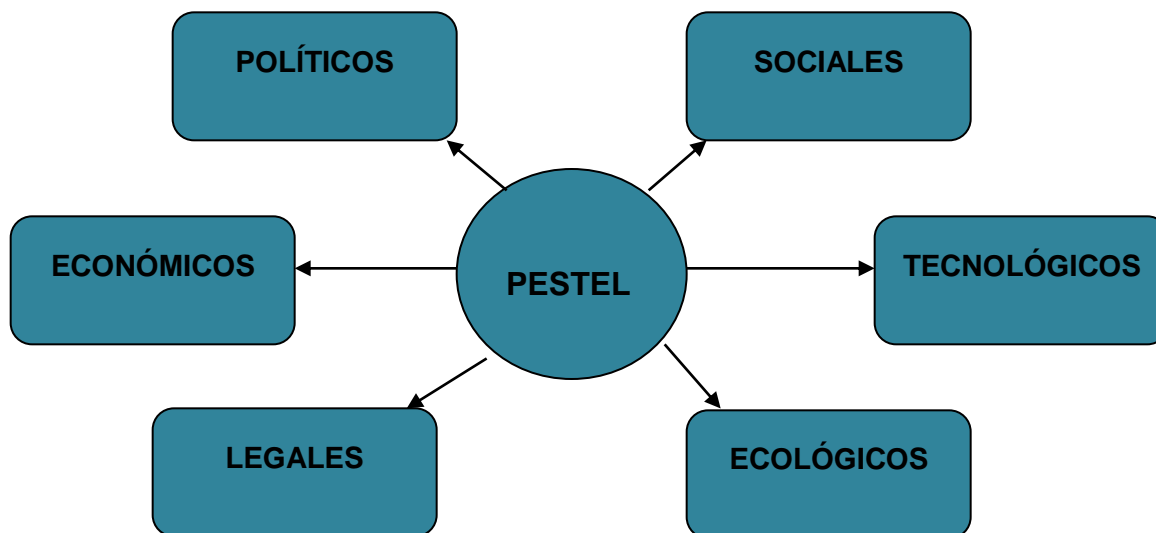 POLÍTICOS
SOCIALES
ECONÓMICOS
PESTEL
TECNOLÓGICOS
LEGALES
ECOLÓGICOS